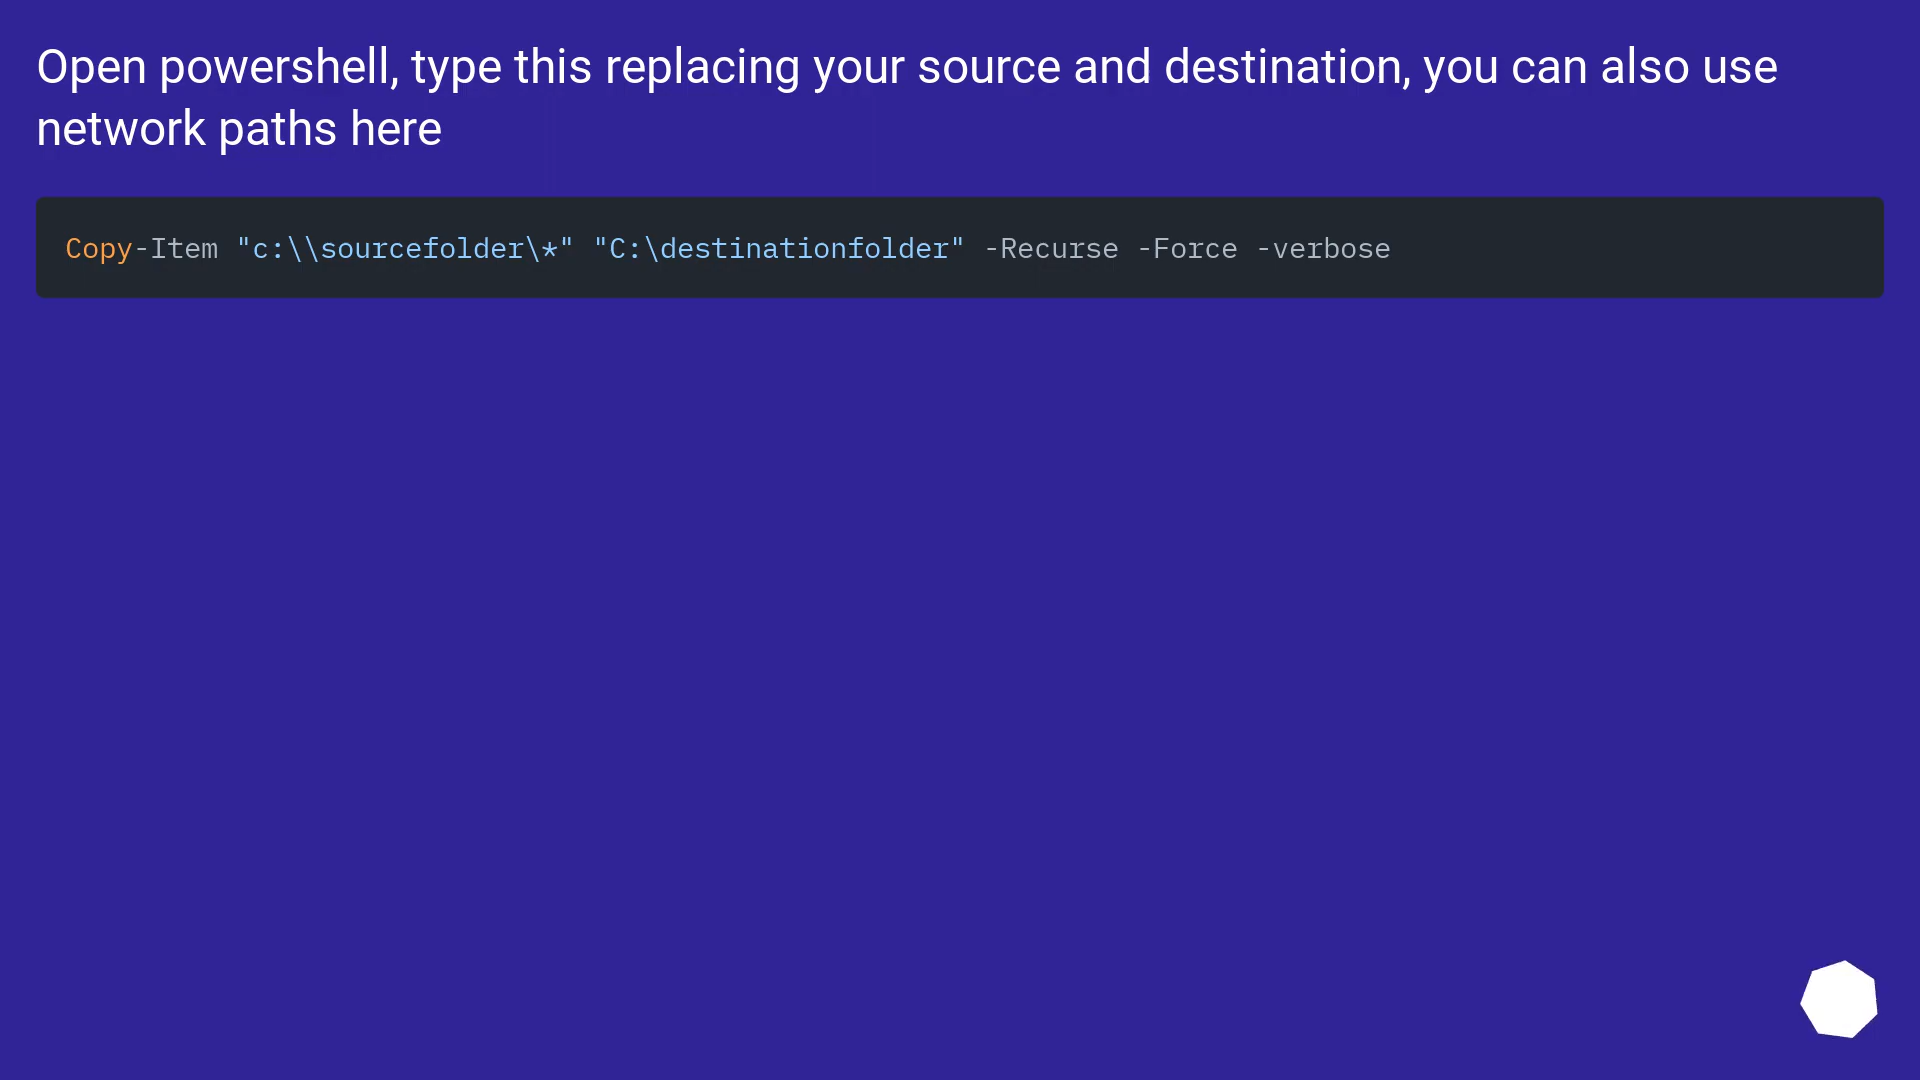 Open powershell, type this replacing your source and destination, you can also use
network paths here
Copy-Item "c:\\sourcefolder\*" "C:\destinationfolder" -Recurse -Force -verbose